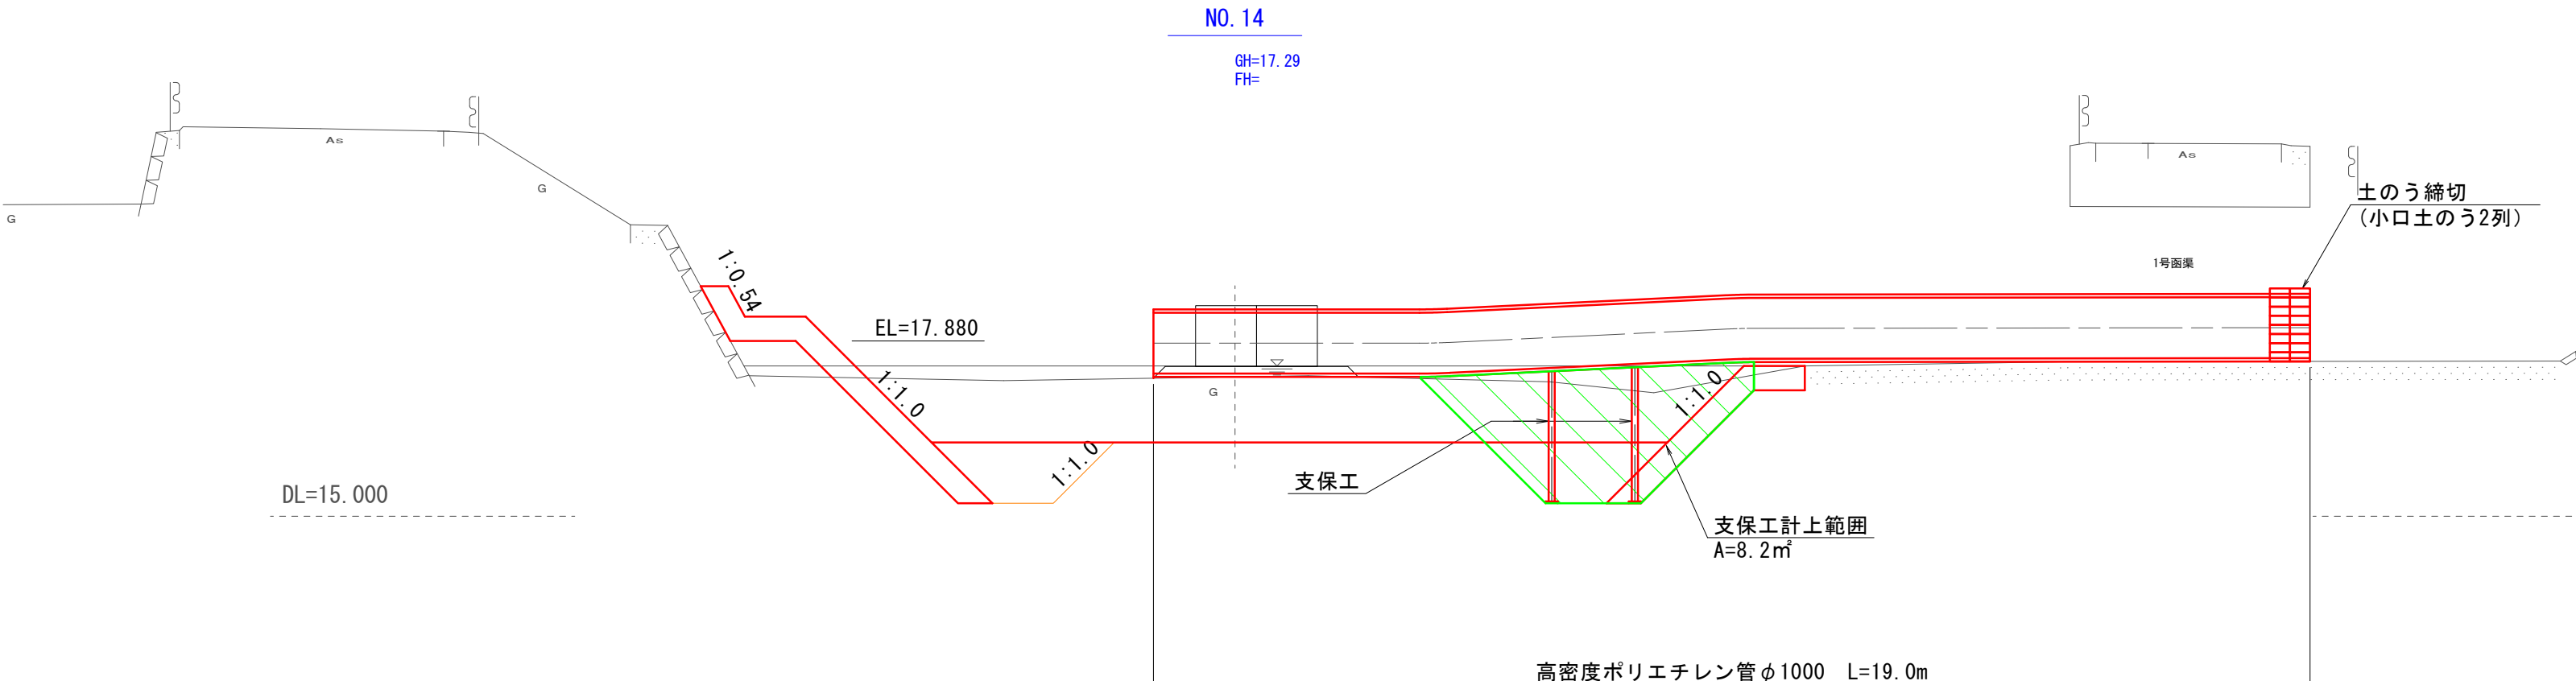 NO.14
GH=17.29
FH=
As
As
G
G
土のう締切
(小口土のう2列)
1号函渠
1:0.54
EL=17.880
1:1.0
1:1.0
G
1:1.0
支保工
DL=15.000
支保工計上範囲
A=8.2㎡
高密度ポリエチレン管φ1000 L=19.0m